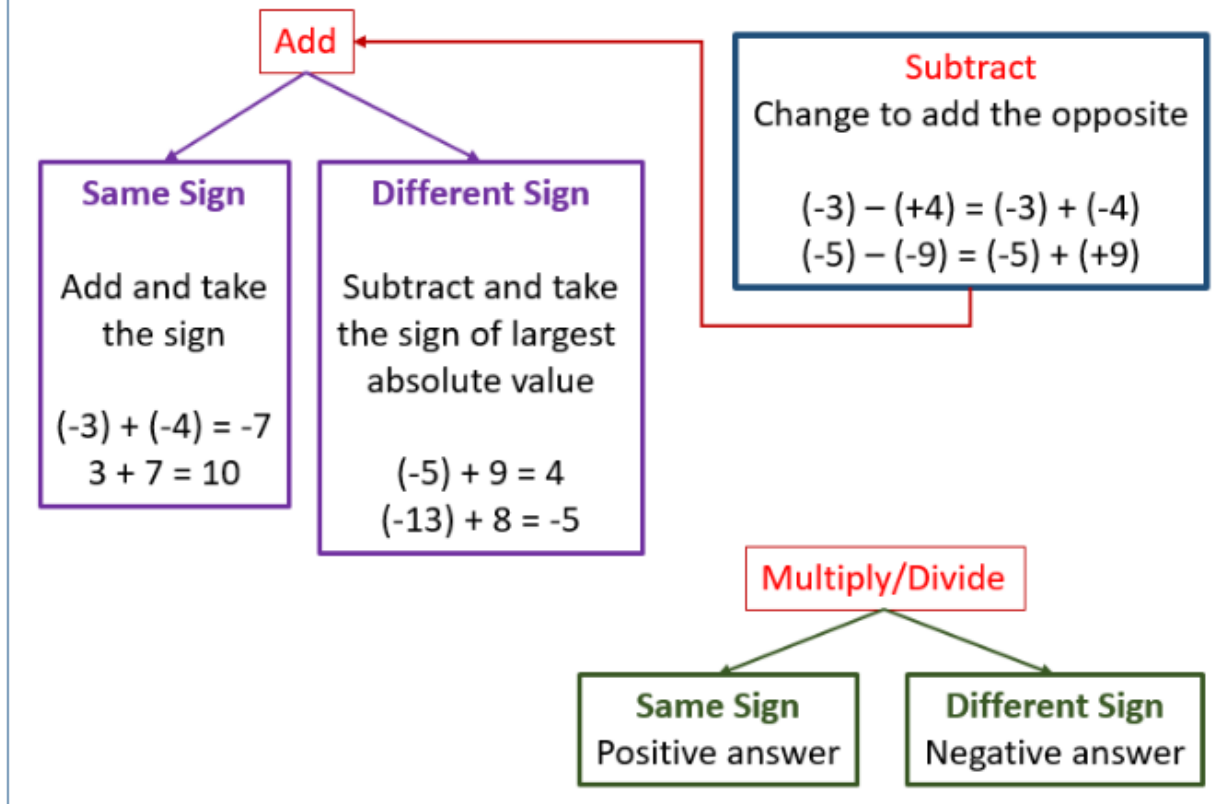 Add
Same Sign
Add and take
the sign
(-3) + (-4) = -7
3 + 7 = 10
Different Sign
Subtract and take
the sign of largest
absolute value
(-5) + 9 = 4
(-13) + 8 = -5
Subtract
Change to add the opposite
(-3) – (+4) = (-3) + (-4)
(-5) – (-9) = (-5) + (+9)
Multiply/Divide
Same Sign
Positive answer
Different Sign
Negative answer